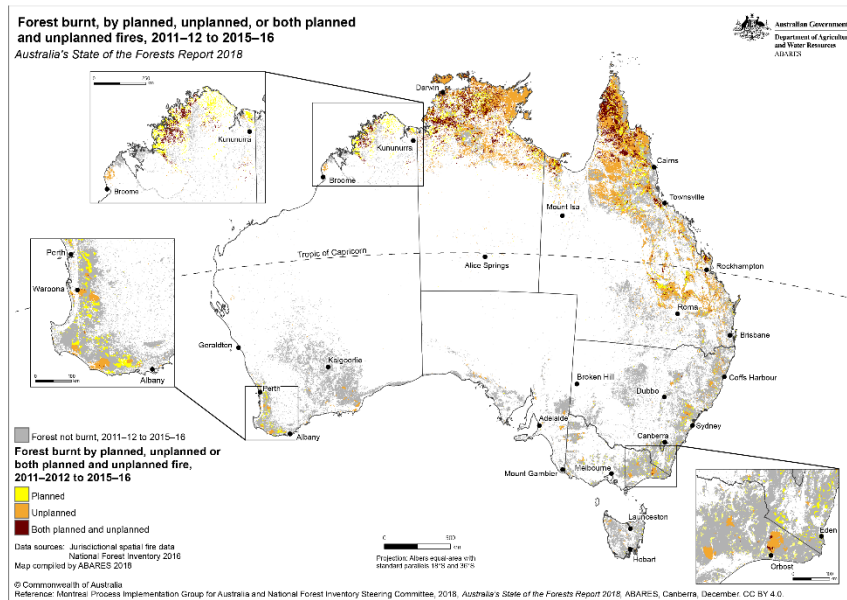 Forest burnt, by planned, unplanned, or both planned
and unplanned fires, 2011–12 to 2015–16
Australia's State of the Forests Report 2018
Australian Government
Department of Agriculture
and Water Resources
ABARES
Kununurra
Broome
Darwin
Kununurra
Broome
Cairns
Townsville
Mount Isa
Tropic of Capricorn
Alice Springs
Rockhampton
Roma
Brisbane
Perth
Waroona
Albany
Geraldton
Kalgoorlie
Perth
Albany
Broken Hill
Dubbo
Coffs Harbour
Adelaide
Sydney
Canberra
Mount Gambier
Melbourne
Launceston
Hobart
Eden
Orbost
Forest not burnt, 2011–12 to 2015–16
Forest burnt by planned, unplanned or
both planned and unplanned fire,
2011–2012 to 2015–16
Planned
Unplanned
Both planned and unplanned
Data sources: Jurisdictional spatial fire data
National Forest Inventory 2016
Map compiled by ABARES 2018
Projection: Albers equal-area with
standard parallels 18°S and 36°S
© Commonwealth of Australia
Reference: Montreal Process Implementation Group for Australia and National Forest Inventory Steering Committee, 2018, Australia's State of the Forests Report 2018, ABARES, Canberra, December. CC BY 4.0.